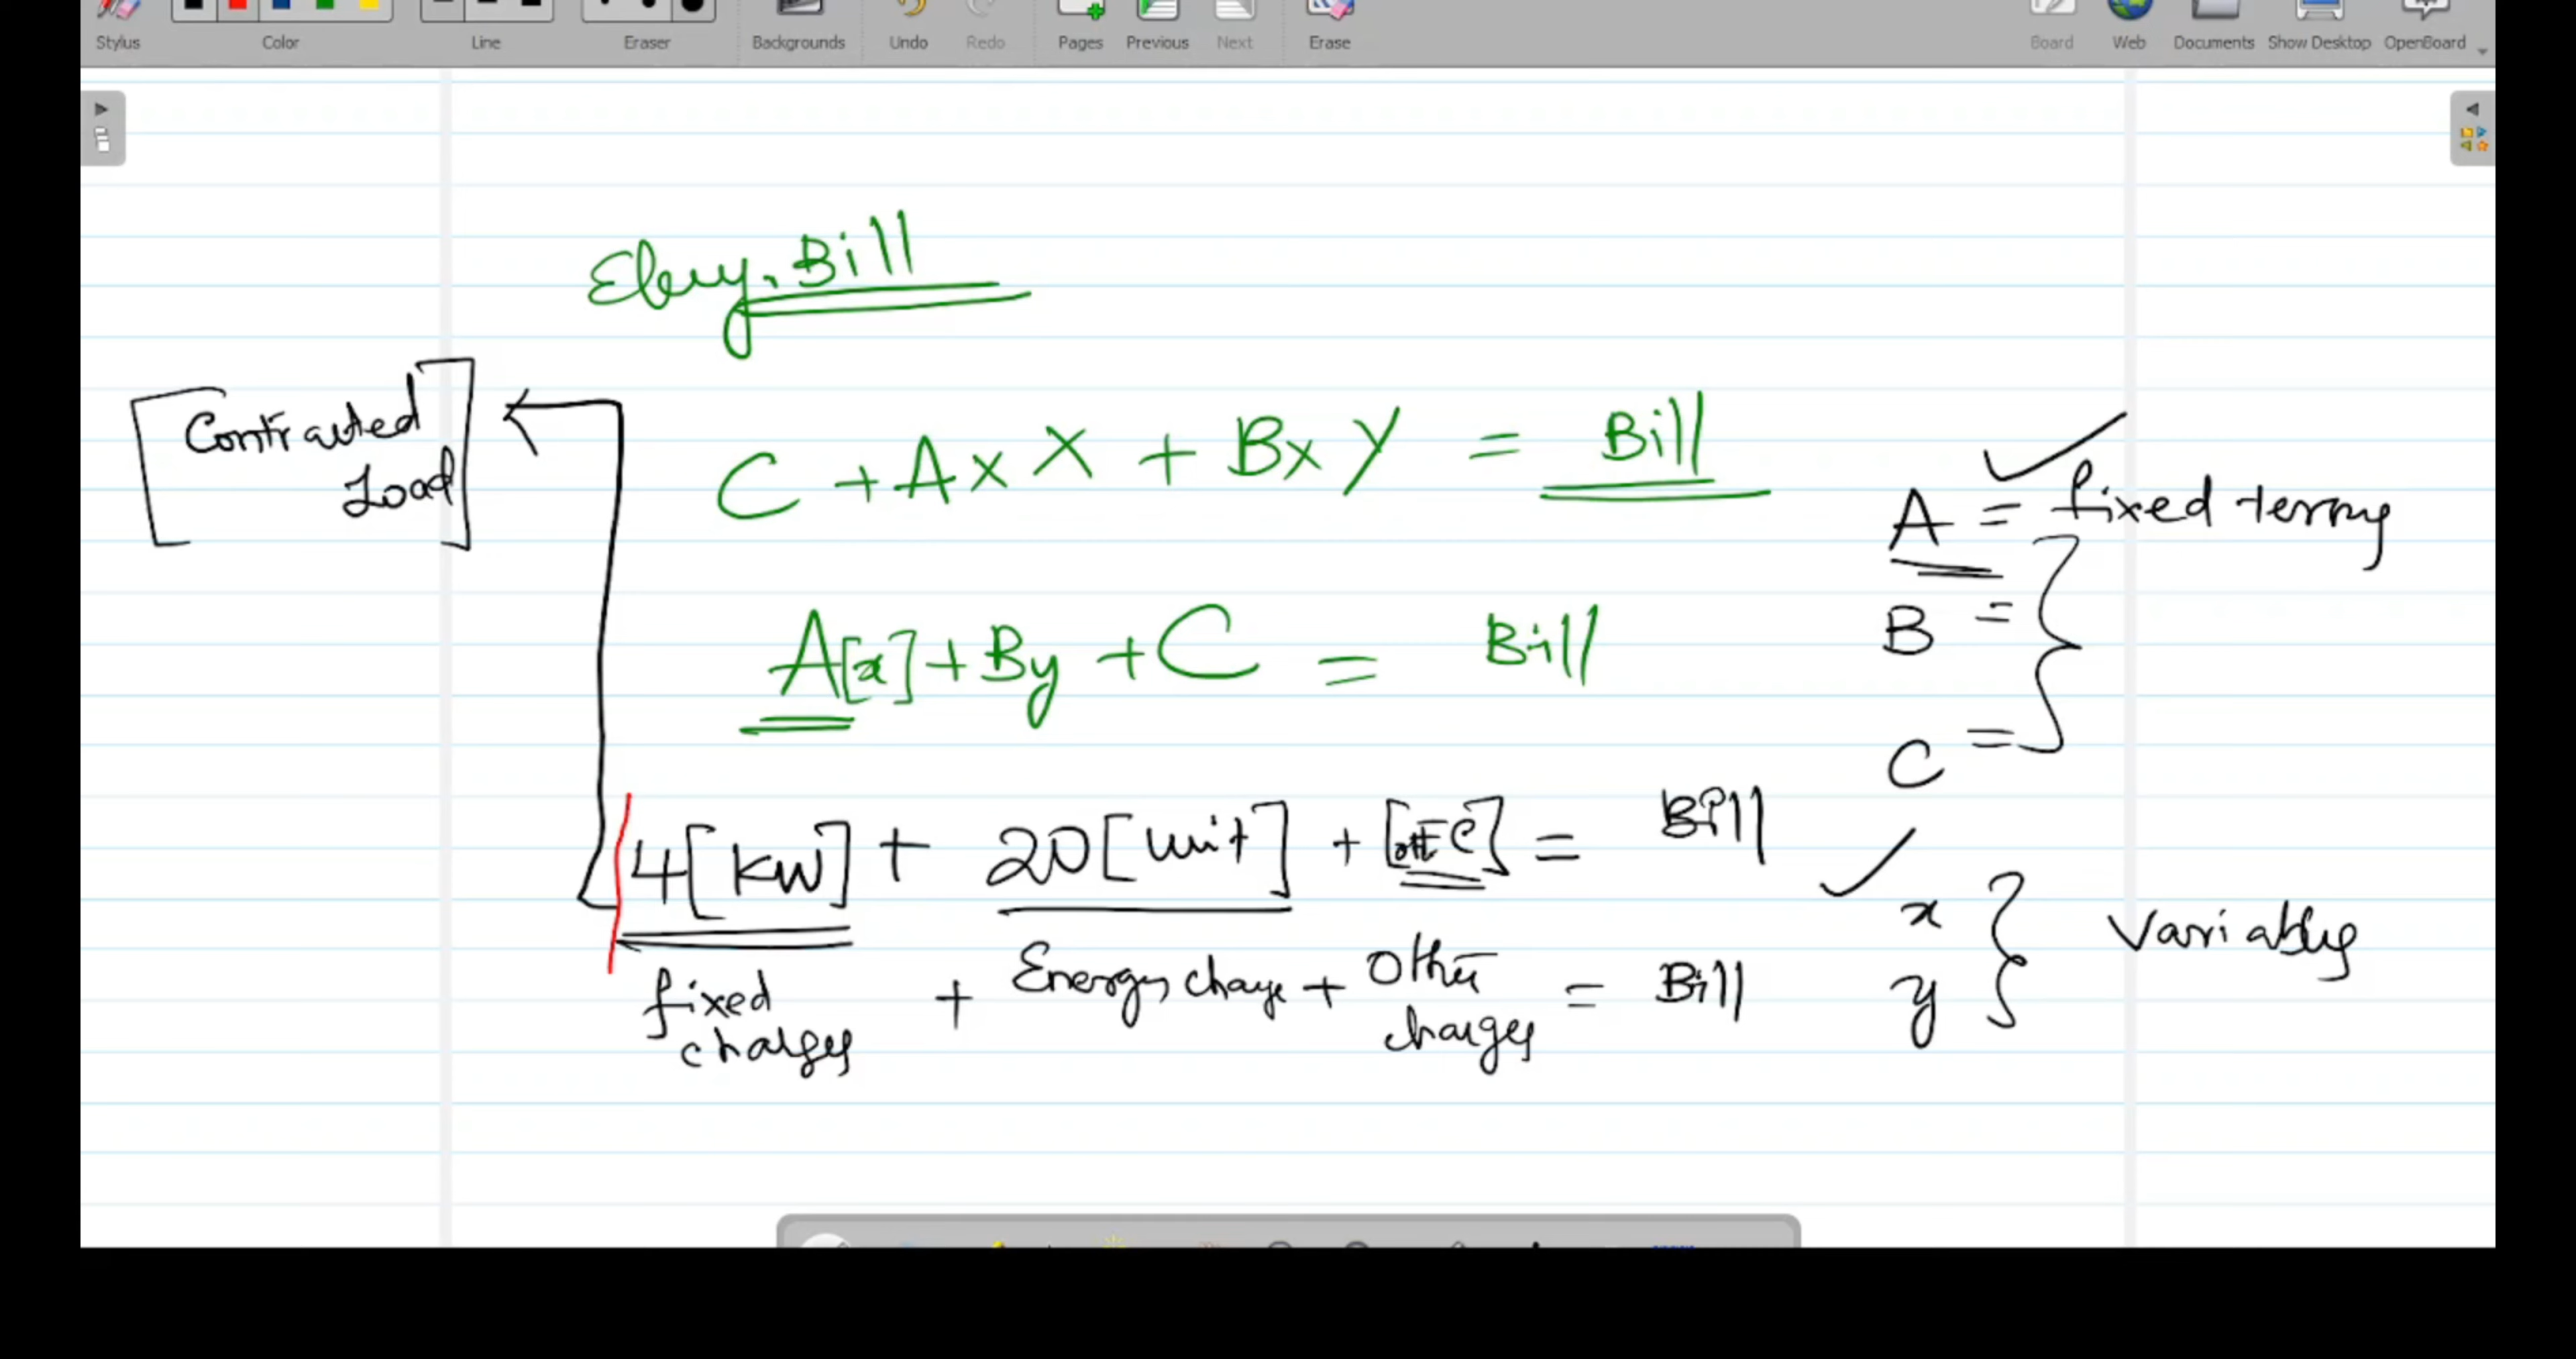 Stylus Color Line Eraser Backgrounds Undo Redo Pages Previous Next Erase Board Web Documents Show Desktop OpenBoard
Bill
Contracted
Load
C + A x X + B x Y = Bill
A = fixed terms
B =
C =
A[x] + By + C = Bill
4[KW] + 20[unit] + [ C] = Bill
fixed
charges
+ Energy charge + Other
charges
= Bill
x
y
Variables